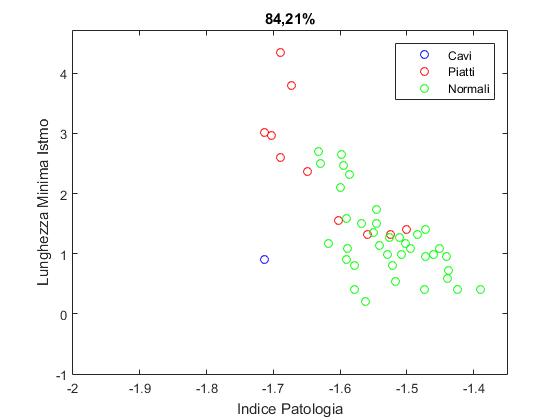 84,21%
Cavi
Piatti
Normali
Lunghezza Minima Istmo
4
3
2
1
0
-1
-2 -1.9 -1.8 -1.7 -1.6 -1.5 -1.4
Indice Patologia